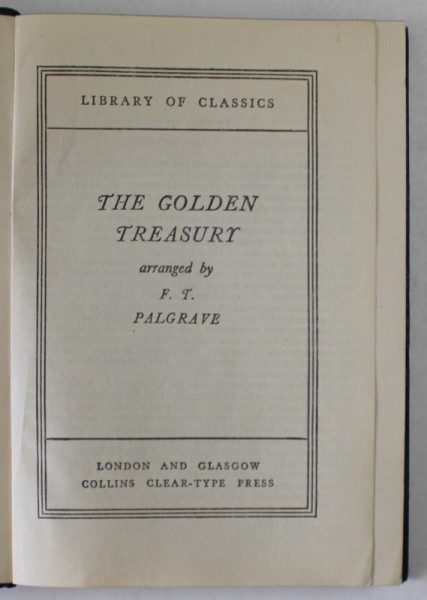 LIBRARY OF CLASSICS
THE GOLDEN
TREASURY
arranged by
F. T.
PALGRAVE
LONDON AND GLASGOW
COLLINS CLEAR-TYPE PRESS